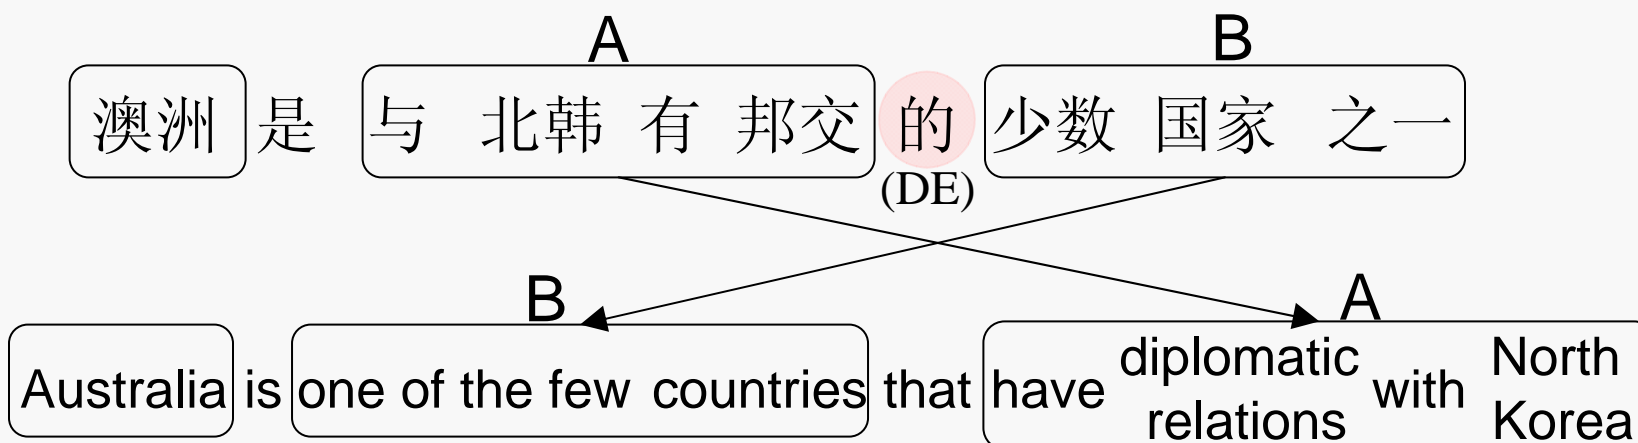 A B
澳洲 是 与 北韩 有 邦交 的 少数 国家 之一
(DE)
B A
Australia is one of the few countries that have diplomatic relations with North Korea